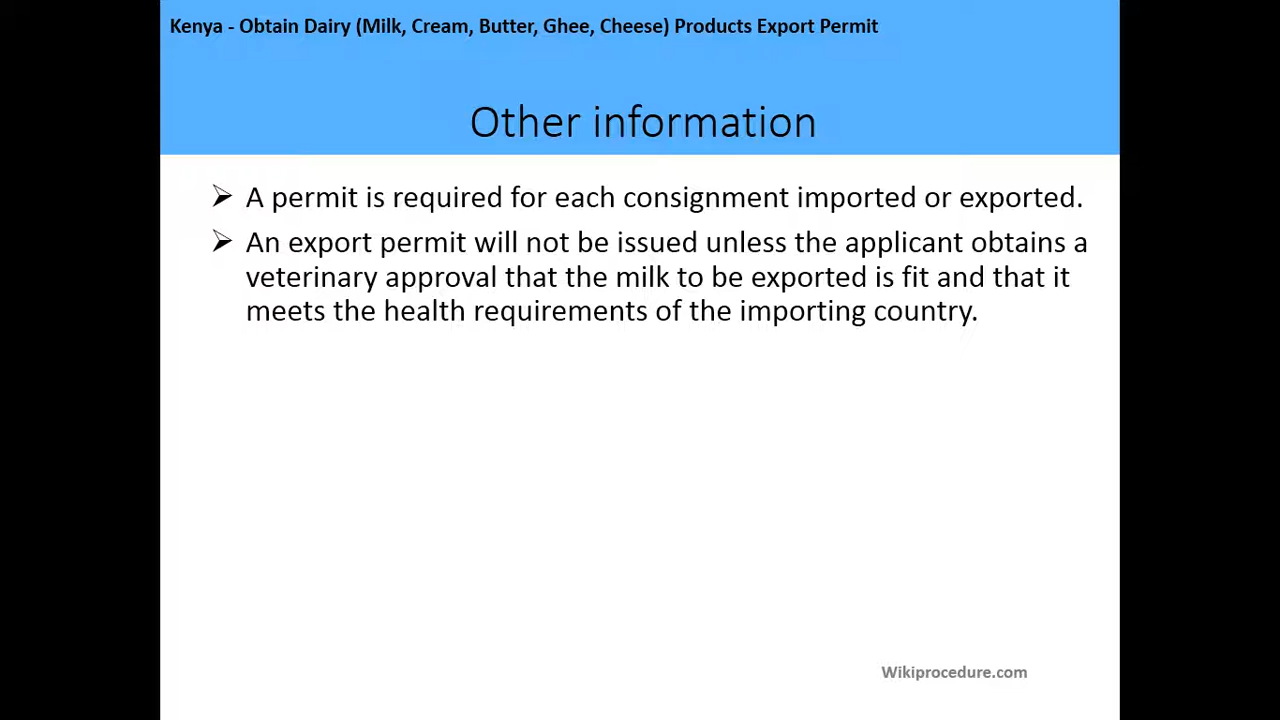 Kenya - Obtain Dairy (Milk, Cream, Butter, Ghee, Cheese) Products Export Permit
Other information
➢ A permit is required for each consignment imported or exported.
➢ An export permit will not be issued unless the applicant obtains a
veterinary approval that the milk to be exported is fit and that it
meets the health requirements of the importing country.
Wikiprocedure.com